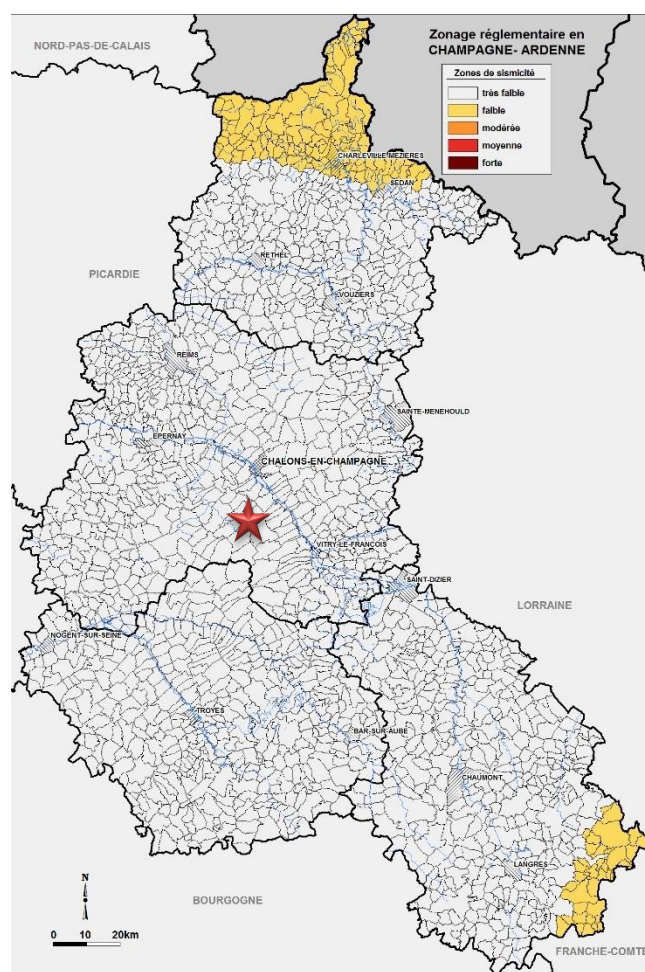 NORD-PAS-DE-CALAIS
Zonage réglementaire en
CHAMPAGNE- ARDENNE
Zones de sismicité
très faible
faible
modérée
moyenne
forte
CHARLEVILLE-MEZIERES
SEDAN
PICARDIE
RETHEL
VOUZIERS
REIMS
SAINTE-MENEHOULD
EPERNAY
CHALONS-EN-CHAMPAGNE
VITRY-LE-FRANCOIS
SAINT-DIZIER
LORRAINE
NOGENT-SUR-SEINE
TROYES
BAR-SUR-AUBE
CHAUMONT
LANGRES
N
BOURGOGNE
0 10 20km
FRANCHE-COMTE